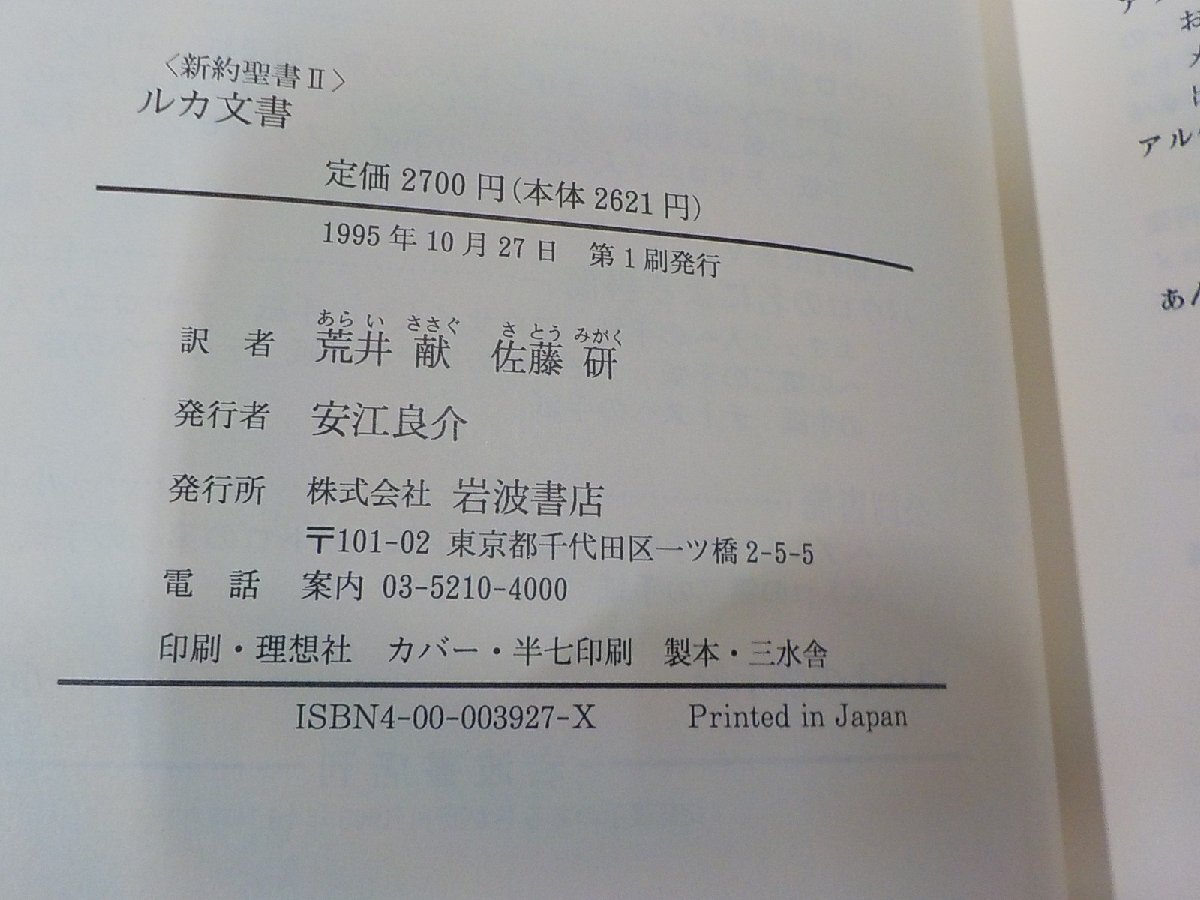 〈新約聖書Ⅱ〉
ルカ文書
定価 2700 円(本体 2621 円)
1995 年 10 月 27 日　第 1 刷発行
あら い　ささぐ　さ とう みがく
訳 者　荒井 献　佐藤 研
発行者　安江良介
発行所　株式会社 岩波書店
〒101-02 東京都千代田区一ツ橋 2-5-5
電 話　案内 03-5210-4000
印刷・理想社　カバー・半七印刷　製本・三水舎
ISBN4-00-003927-X　Printed in Japan
アル